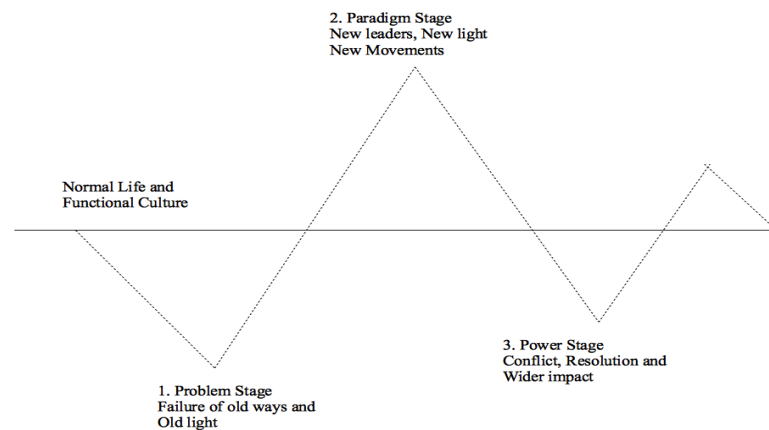 2. Paradigm Stage
New leaders, New light
New Movements
Normal Life and
Functional Culture
3. Power Stage
Conflict, Resolution and
Wider impact
1. Problem Stage
Failure of old ways and
Old light